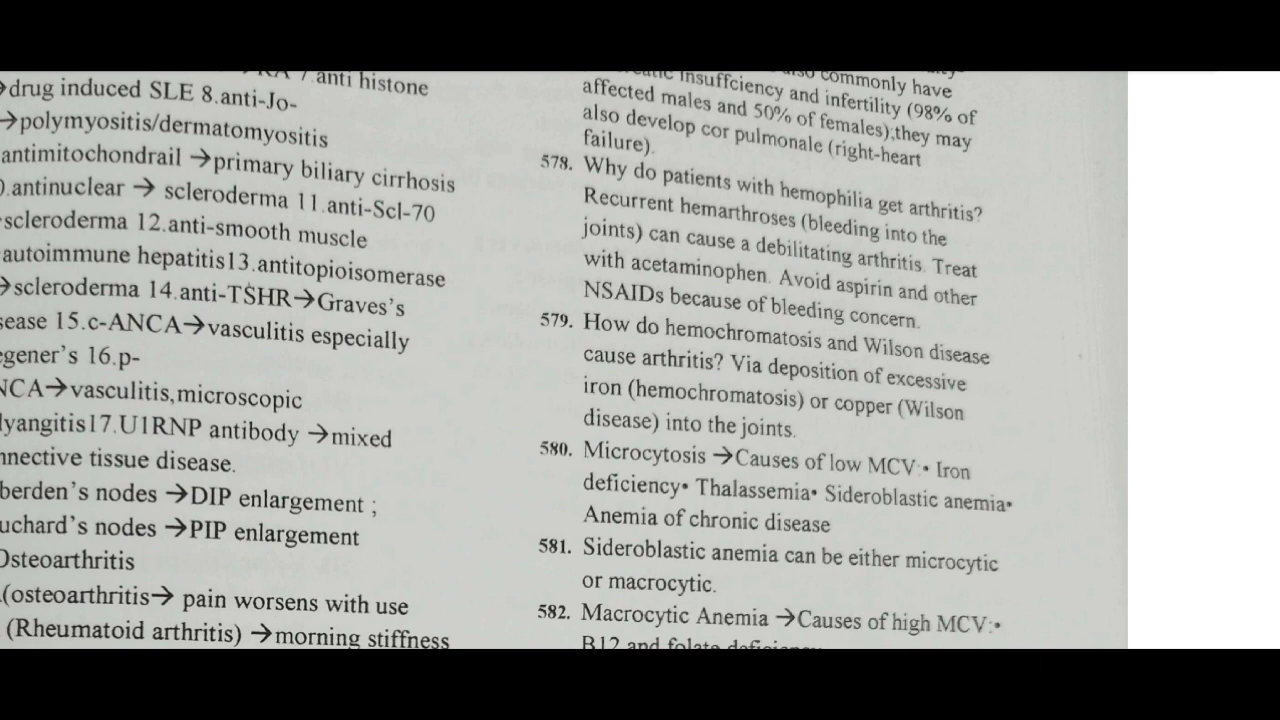 7.anti histone
drug induced SLE 8.anti-Jo-
→polymyositis/dermatomyositis
antimitochondrail →primary biliary cirrhosis
.antinuclear → scleroderma 11.anti-Scl-70
scleroderma 12.anti-smooth muscle
autoimmune hepatitis13.antitopioisomerase
→scleroderma 14.anti-TSHR→Graves's
sease 15.c-ANCA→vasculitis especially
egener's 16.p-
NCA→vasculitis,microscopic
lyangitis17.U1RNP antibody →mixed
nnective tissue disease.
berden's nodes →DIP enlargement ;
uchard's nodes →PIP enlargement
Osteoarthritis
(osteoarthritis→ pain worsens with use
(Rheumatoid arthritis) →morning stiffness
commonly have
insuffciency and infertility (98% of
affected males and 50% of females);they may
also develop cor pulmonale (right-heart
failure).
578. Why do patients with hemophilia get arthritis?
Recurrent hemarthroses (bleeding into the
joints) can cause a debilitating arthritis. Treat
with acetaminophen. Avoid aspirin and other
NSAIDs because of bleeding concern.
579. How do hemochromatosis and Wilson disease
cause arthritis? Via deposition of excessive
iron (hemochromatosis) or copper (Wilson
disease) into the joints.
580. Microcytosis →Causes of low MCV:• Iron
deficiency• Thalassemia• Sideroblastic anemia•
Anemia of chronic disease
581. Sideroblastic anemia can be either microcytic
or macrocytic.
582. Macrocytic Anemia →Causes of high MCV:•
B12 and folate deficiency